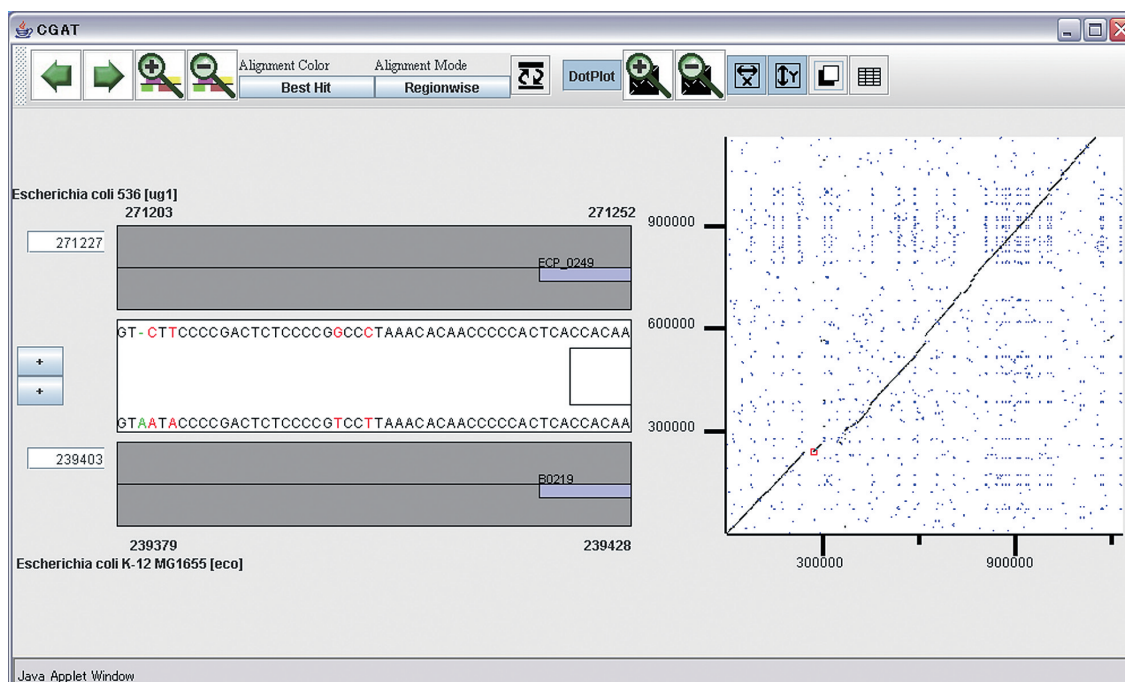 CGAT
Alignment Color
Alignment Mode
Best Hit
Regionwise
DotPlot
X
Y
Escherichia coli 536 [ug1]
271203
271252
271227
ECP_0249
GT-CTTCCCCGACTCTCCCCGGCCCTAAACACAACCCCCACTCACCACAA
+
+
GTAATACCCCGACTCTCCCCGTCCTTAAACACAACCCCCACTCACCACAA
239403
B0219
239379
239428
Escherichia coli K-12 MG1655 [eco]
900000
600000
300000
300000
900000
Java Applet Window